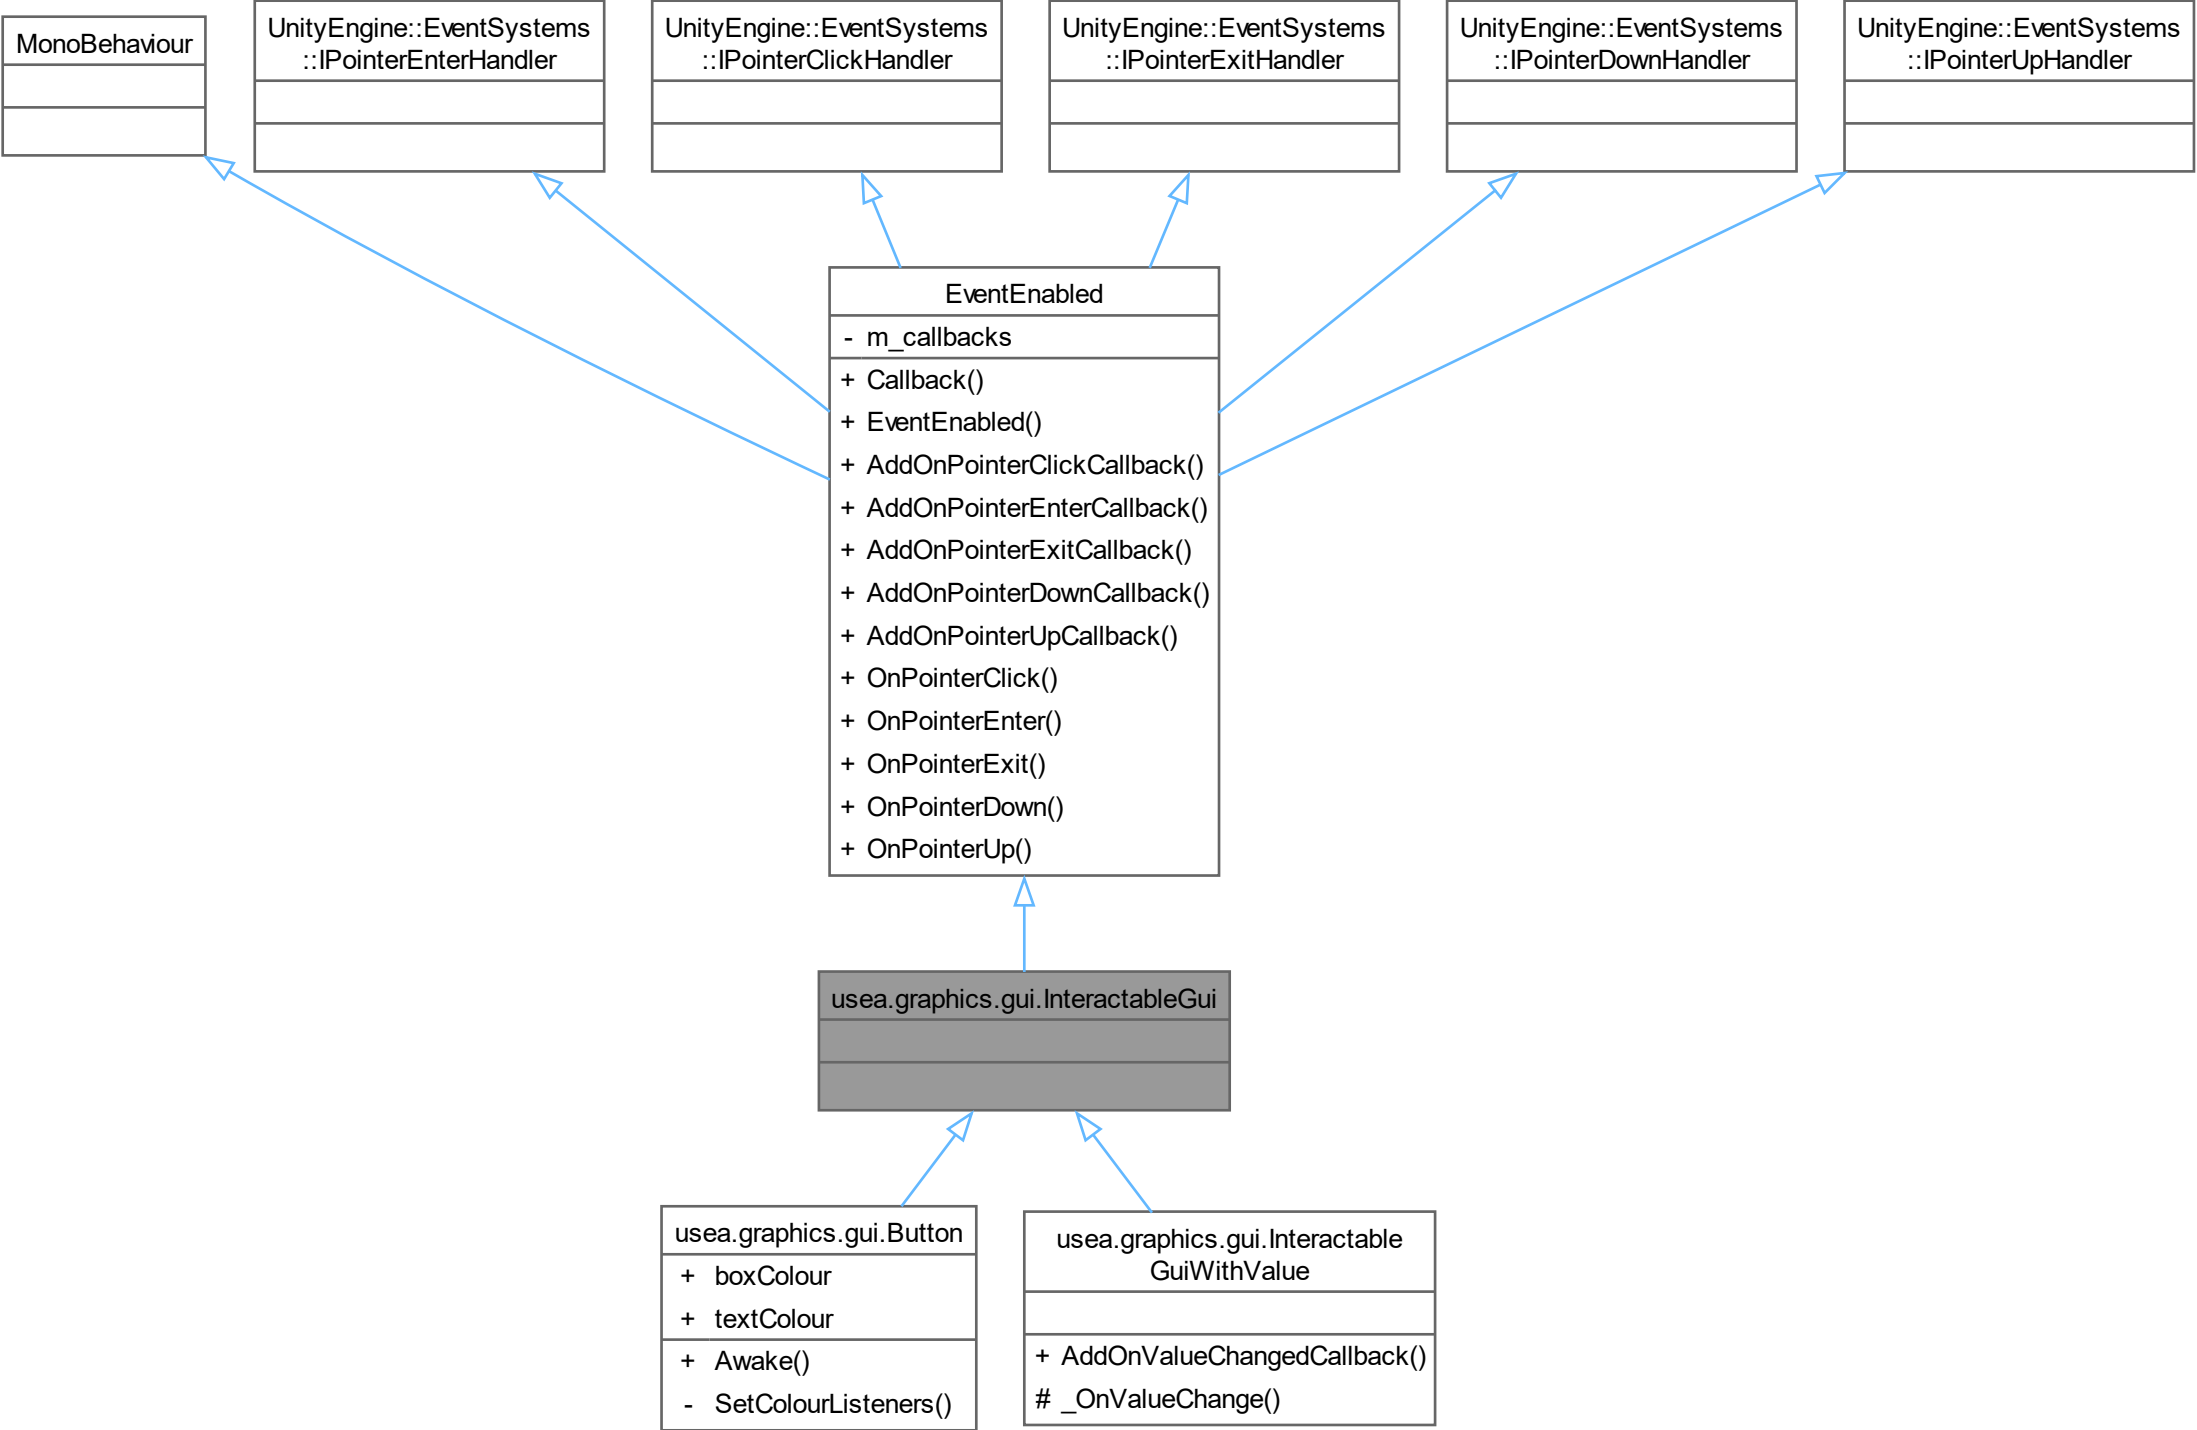 MonoBehaviour
UnityEngine::EventSystems
::IPointerEnterHandler
UnityEngine::EventSystems
::IPointerClickHandler
UnityEngine::EventSystems
::IPointerExitHandler
UnityEngine::EventSystems
::IPointerDownHandler
UnityEngine::EventSystems
::IPointerUpHandler
EventEnabled
- m_callbacks
+ Callback()
+ EventEnabled()
+ AddOnPointerClickCallback()
+ AddOnPointerEnterCallback()
+ AddOnPointerExitCallback()
+ AddOnPointerDownCallback()
+ AddOnPointerUpCallback()
+ OnPointerClick()
+ OnPointerEnter()
+ OnPointerExit()
+ OnPointerDown()
+ OnPointerUp()
usea.graphics.gui.InteractableGui
usea.graphics.gui.Button
+ boxColour
+ textColour
+ Awake()
- SetColourListeners()
usea.graphics.gui.Interactable
GuiWithValue
+ AddOnValueChangedCallback()
# _OnValueChange()